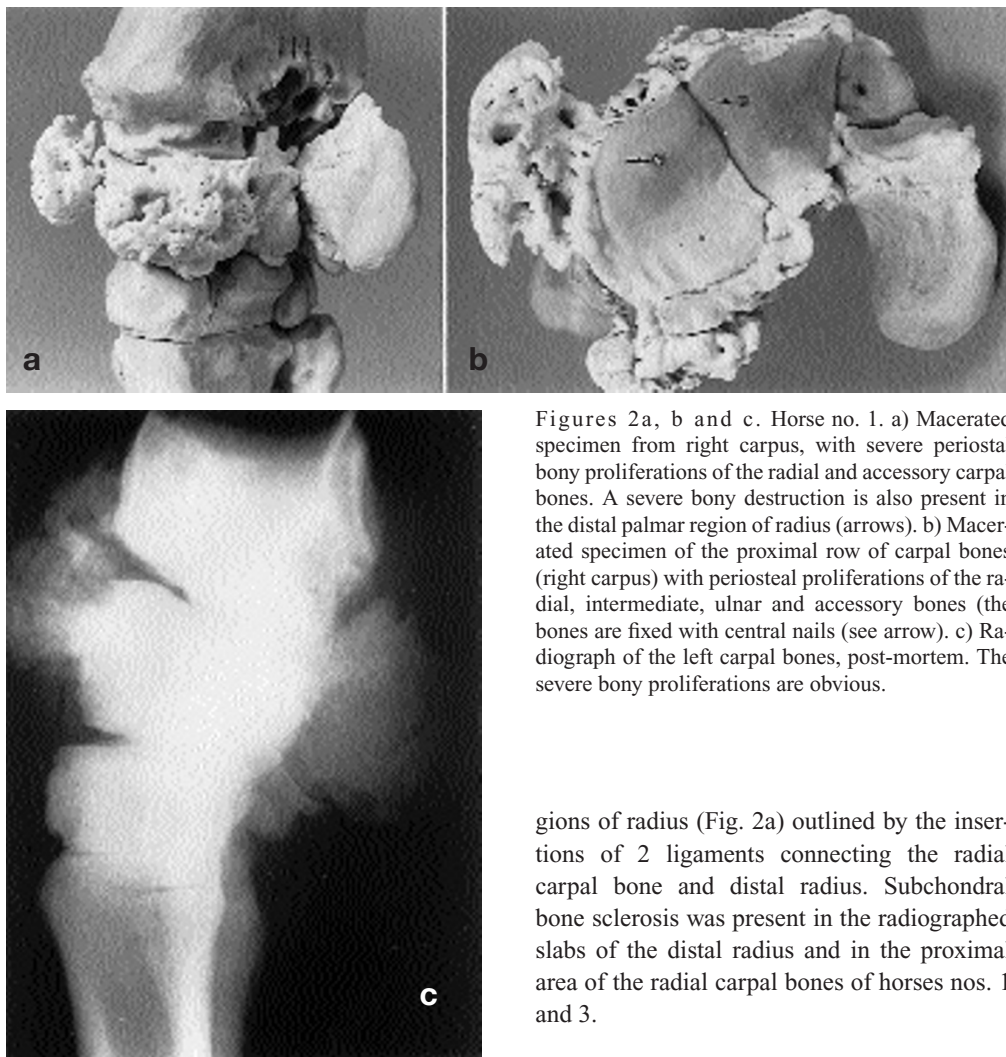 a
b
Figures 2a, b and c. Horse no. 1. a) Macerated
specimen from right carpus, with severe periosta
bony proliferations of the radial and accessory carpa
bones. A severe bony destruction is also present in
the distal palmar region of radius (arrows). b) Macer-
ated specimen of the proximal row of carpal bones
(right carpus) with periosteal proliferations of the ra-
dial, intermediate, ulnar and accessory bones (the
bones are fixed with central nails (see arrow). c) Ra-
diograph of the left carpal bones, post-mortem. The
severe bony proliferations are obvious.
c
gions of radius (Fig. 2a) outlined by the inser-
tions of 2 ligaments connecting the radial
carpal bone and distal radius. Subchondral
bone sclerosis was present in the radiographed
slabs of the distal radius and in the proximal
area of the radial carpal bones of horses nos. 1
and 3.